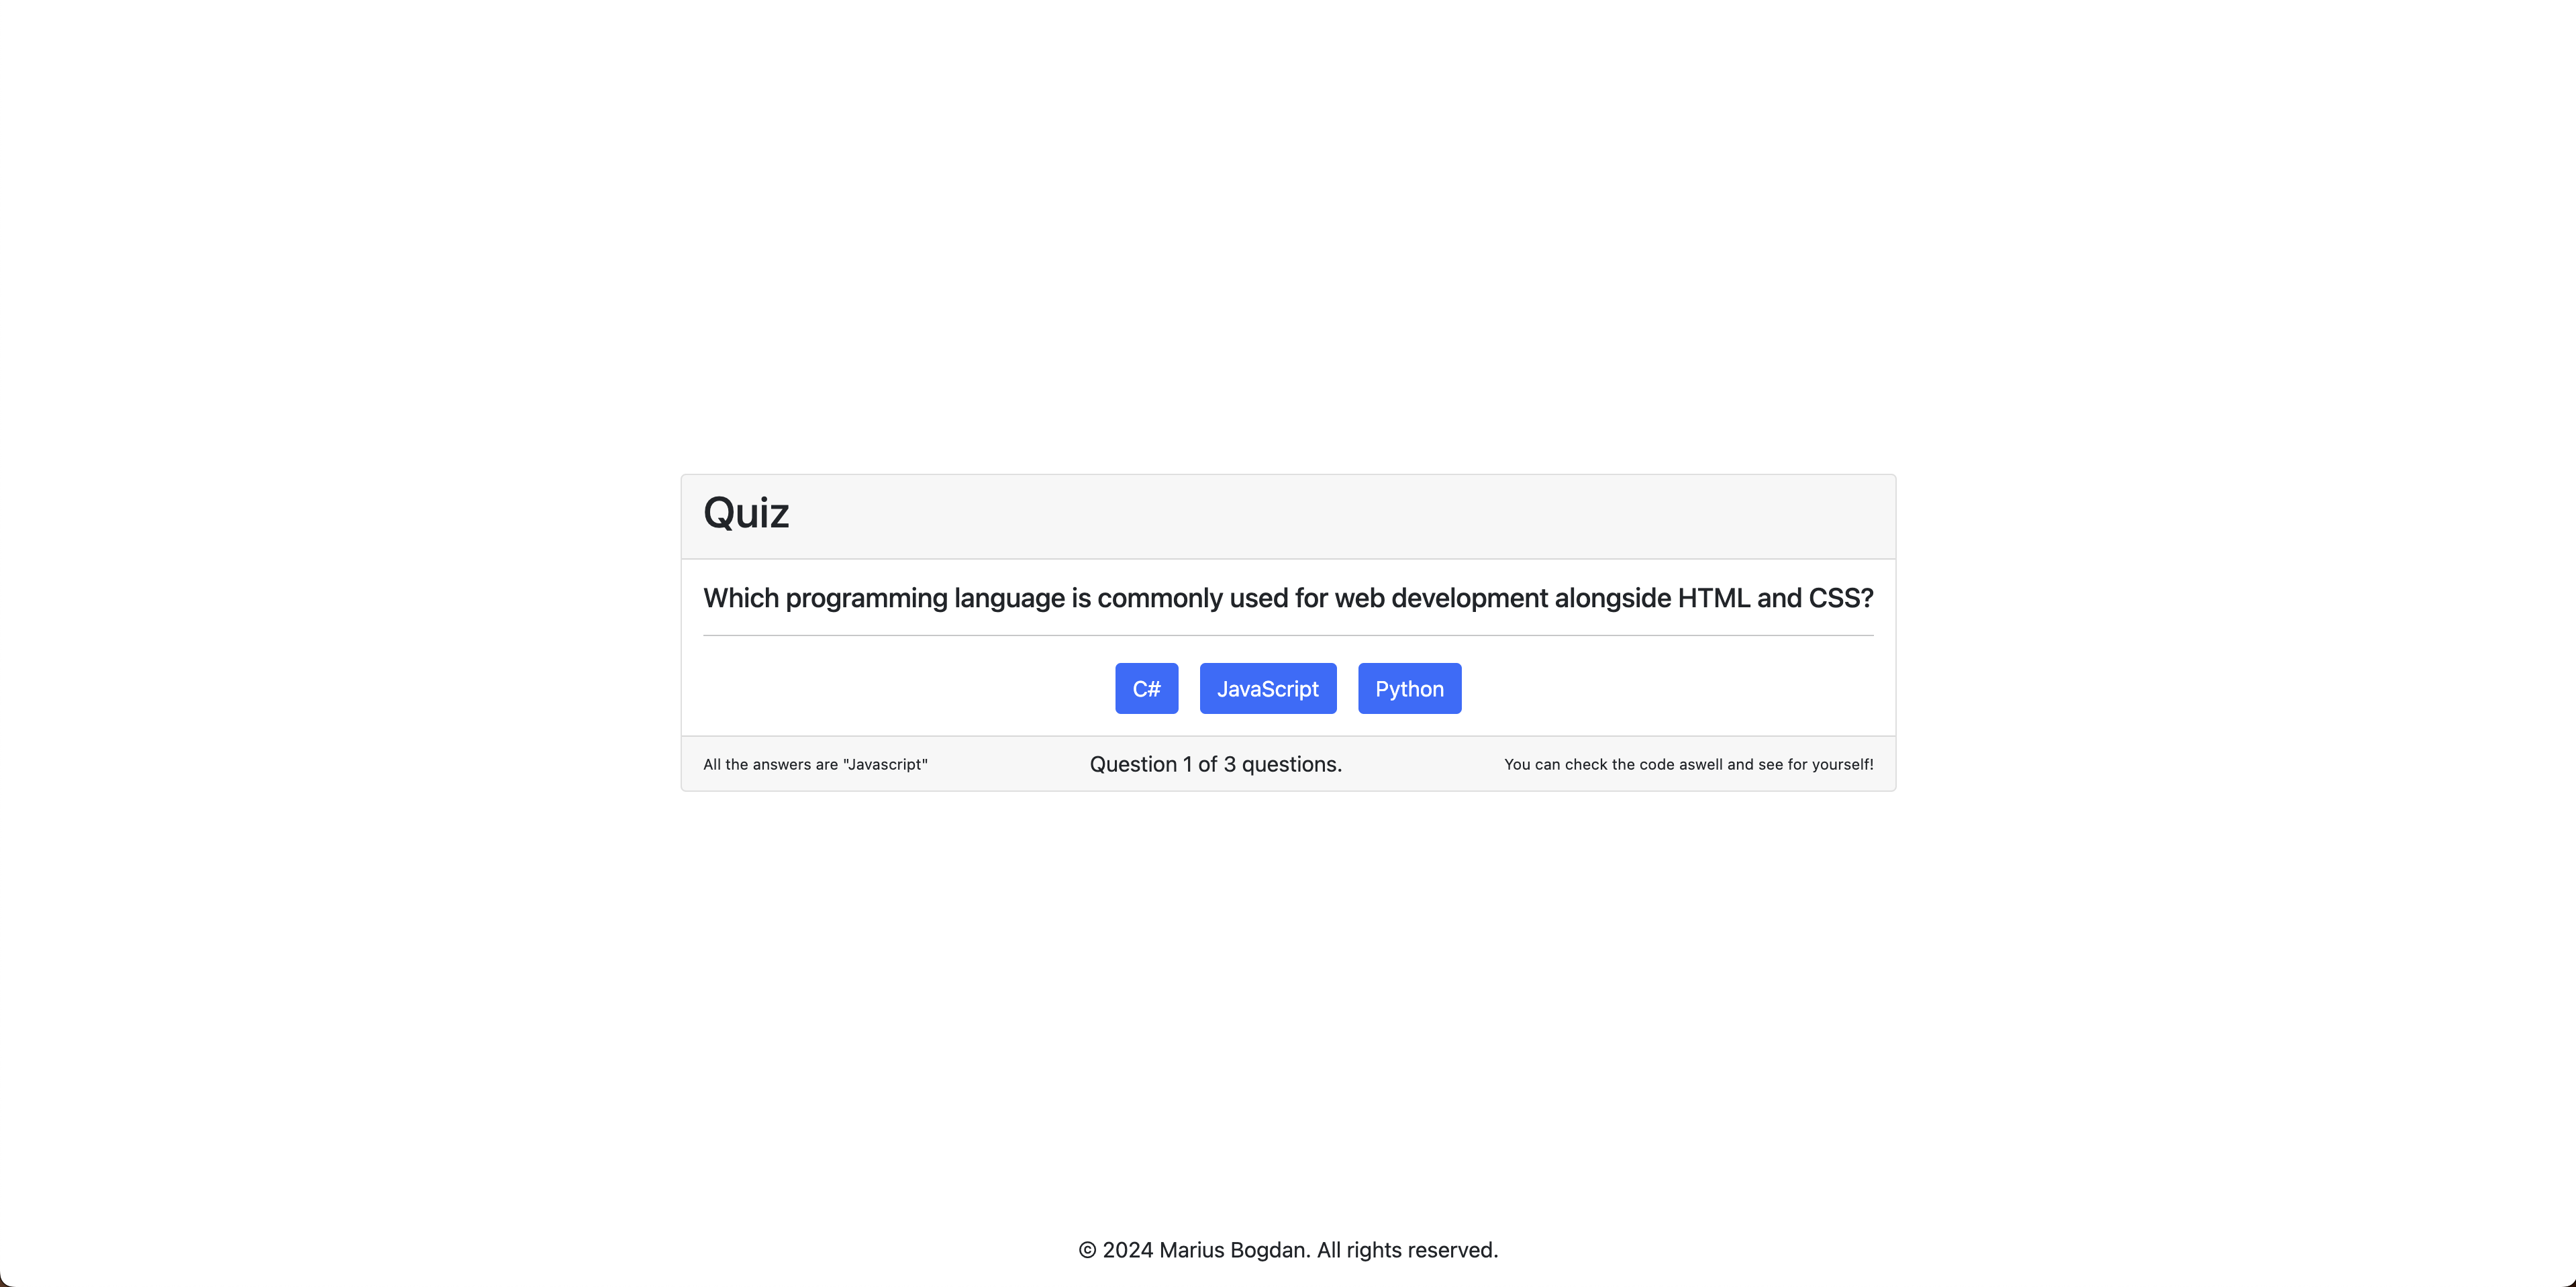 Quiz
Which programming language is commonly used for web development alongside HTML and CSS?
C# JavaScript Python
All the answers are "Javascript" Question 1 of 3 questions. You can check the code aswell and see for yourself!
© 2024 Marius Bogdan. All rights reserved.